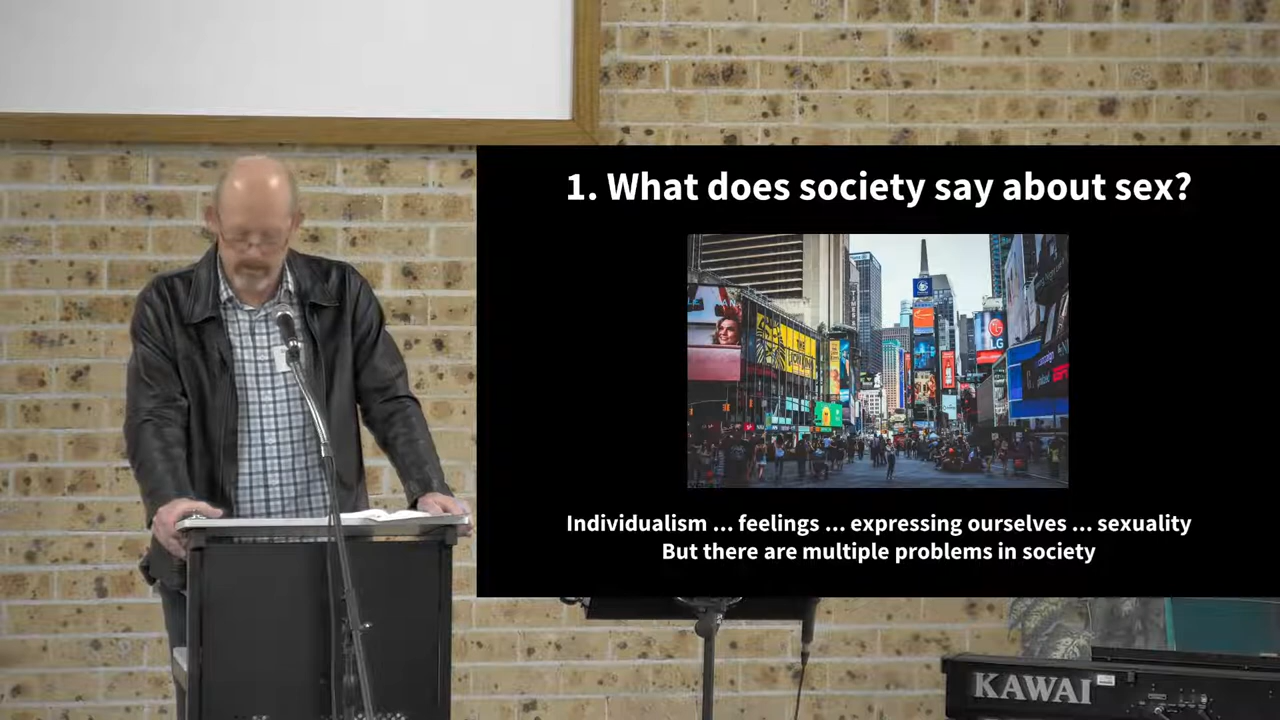 1. What does society say about sex?
LG
Individualism ... feelings ... expressing ourselves ... sexuality
But there are multiple problems in society
KAWAI